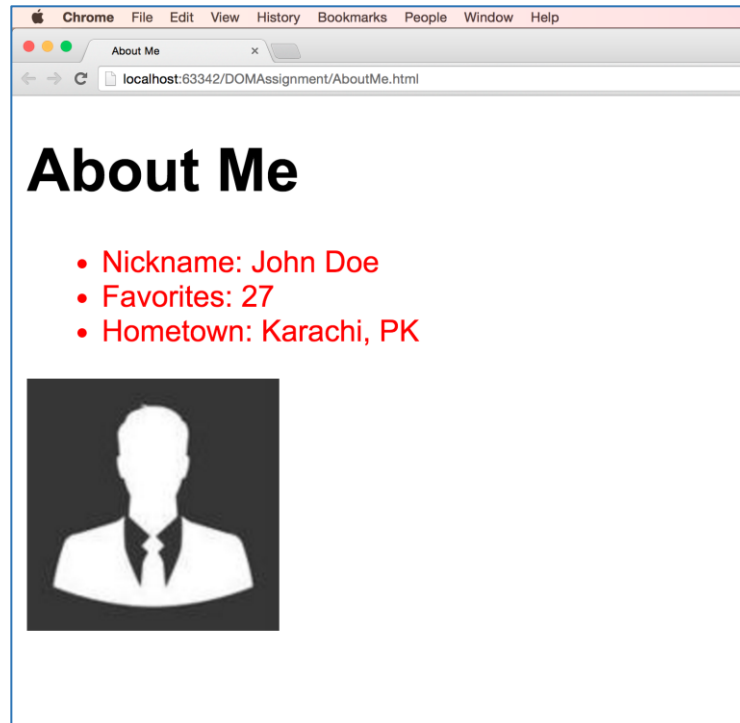 Chrome File Edit View History Bookmarks People Window Help
About Me
localhost:63342/DOMAssignment/AboutMe.html
About Me
• Nickname: John Doe
• Favorites: 27
• Hometown: Karachi, PK